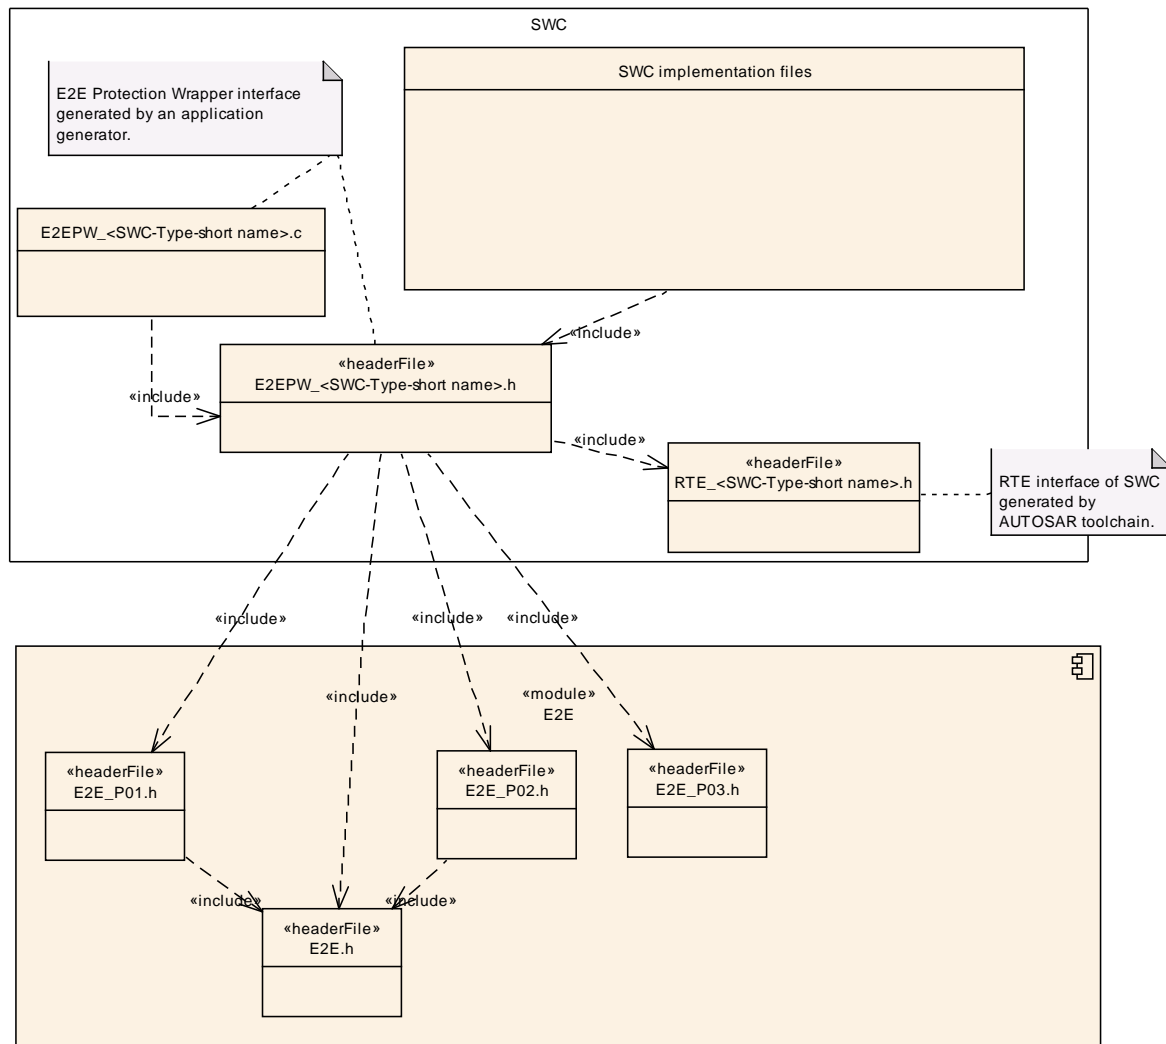 SWC
SWC implementation files
E2E Protection Wrapper interface
generated by an application
generator.
E2EPW_<SWC-Type-short name>.c
«include»
«headerFile»
E2EPW_<SWC-Type-short name>.h
«include»
«include»
«headerFile»
RTE_<SWC-Type-short name>.h
RTE interface of SWC
generated by
AUTOSAR toolchain.
«include»
«include»
«include»
«include»
«module»
E2E
«headerFile»
E2E_P01.h
«headerFile»
E2E_P02.h
«headerFile»
E2E_P03.h
«include»
«include»
«headerFile»
E2E.h